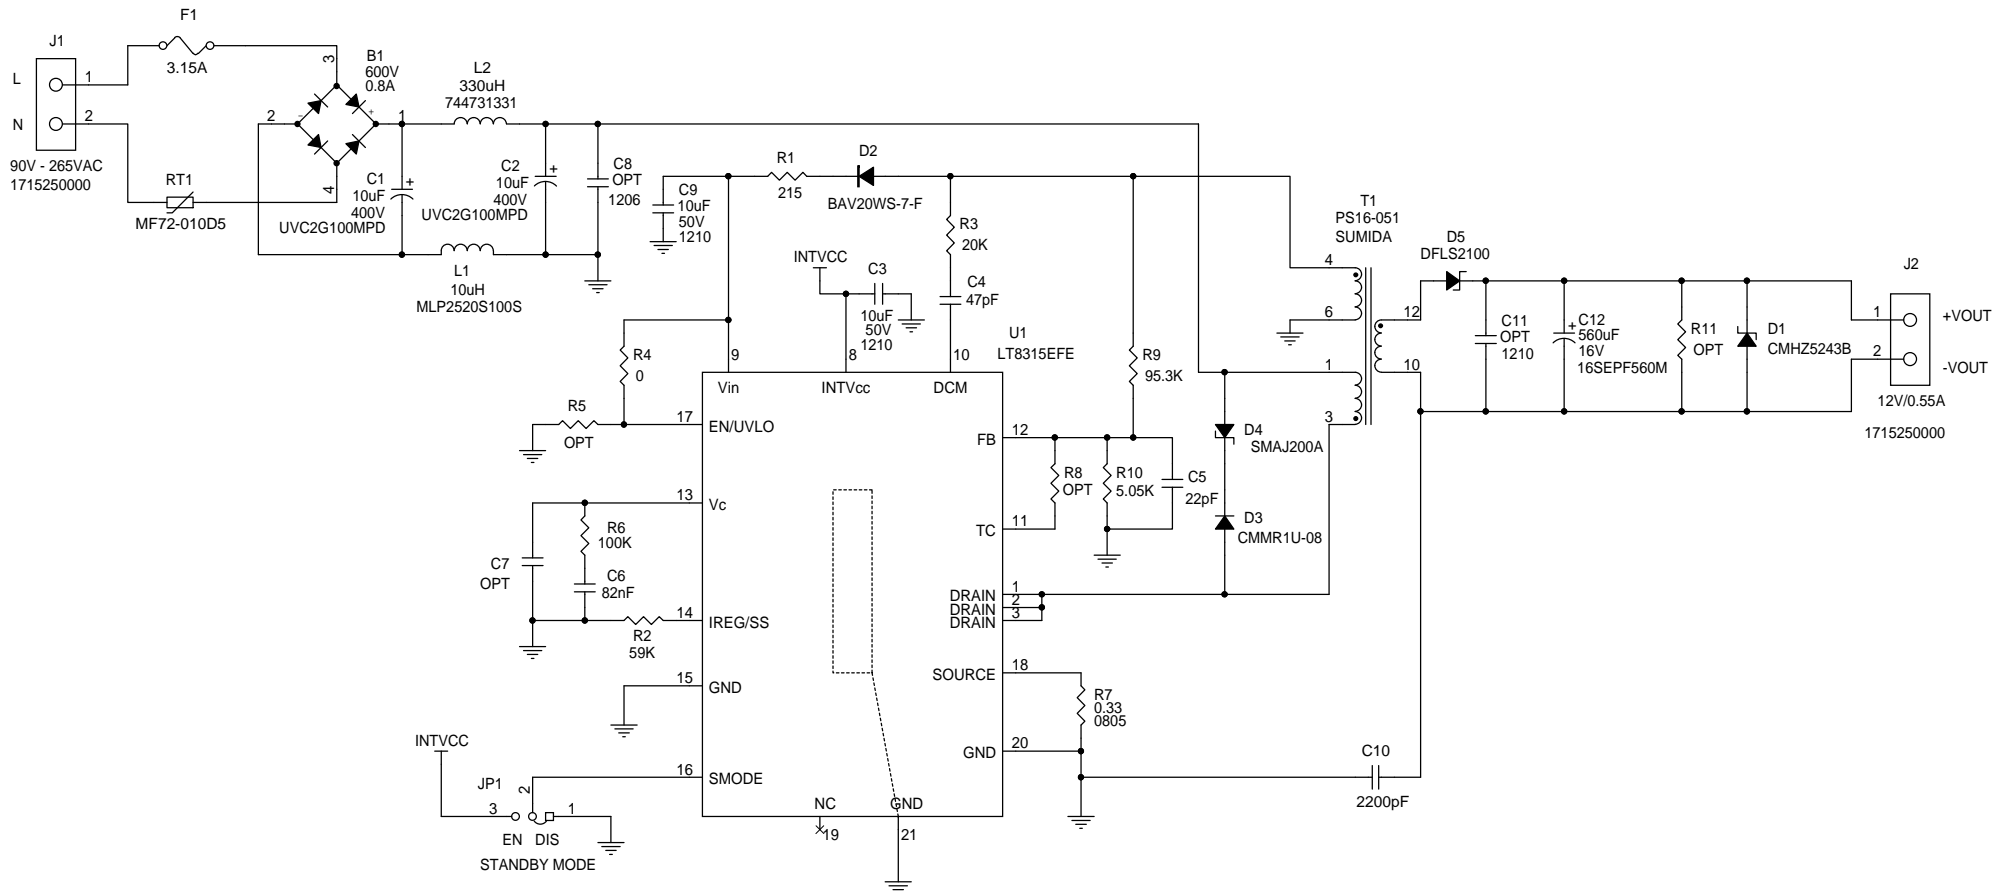 F1
3.15A
J1
L
1
N
2
90V - 265VAC
1715250000
RT1
MF72-010D5
3
B1
600V
0.8A
2
-
+
1
4
L2
330uH
744731331
C1
+
10uF
400V
UVC2G100MPD
C2
+
10uF
400V
UVC2G100MPD
C8
OPT
1206
L1
10uH
MLP2520S100S
C9
10uF
50V
1210
R1
215
D2
BAV20WS-7-F
R3
20K
C4
47pF
INTVCC
C3
10uF
50V
1210
U1
LT8315EFE
R4
0
R5
OPT
9
Vin
8
INTVcc
10
DCM
17
EN/UVLO
13
Vc
R6
100K
C7
OPT
C6
82nF
14
IREG/SS
R2
59K
15
GND
16
SMODE
INTVCC
JP1
3
2
1
EN
DIS
STANDBY MODE
NC
19
GND
21
FB
12
TC
11
DRAIN
1
DRAIN
2
DRAIN
3
SOURCE
18
GND
20
R9
95.3K
R8
OPT
R10
5.05K
C5
22pF
D4
SMAJ200A
D3
CMMR1U-08
R7
0.33
0805
C10
2200pF
T1
PS16-051
SUMIDA
4
6
1
3
12
10
D5
DFLS2100
C11
OPT
1210
+
C12
560uF
16V
16SEPF560M
R11
OPT
D1
CMHZ5243B
J2
1
+VOUT
2
-VOUT
12V/0.55A
1715250000